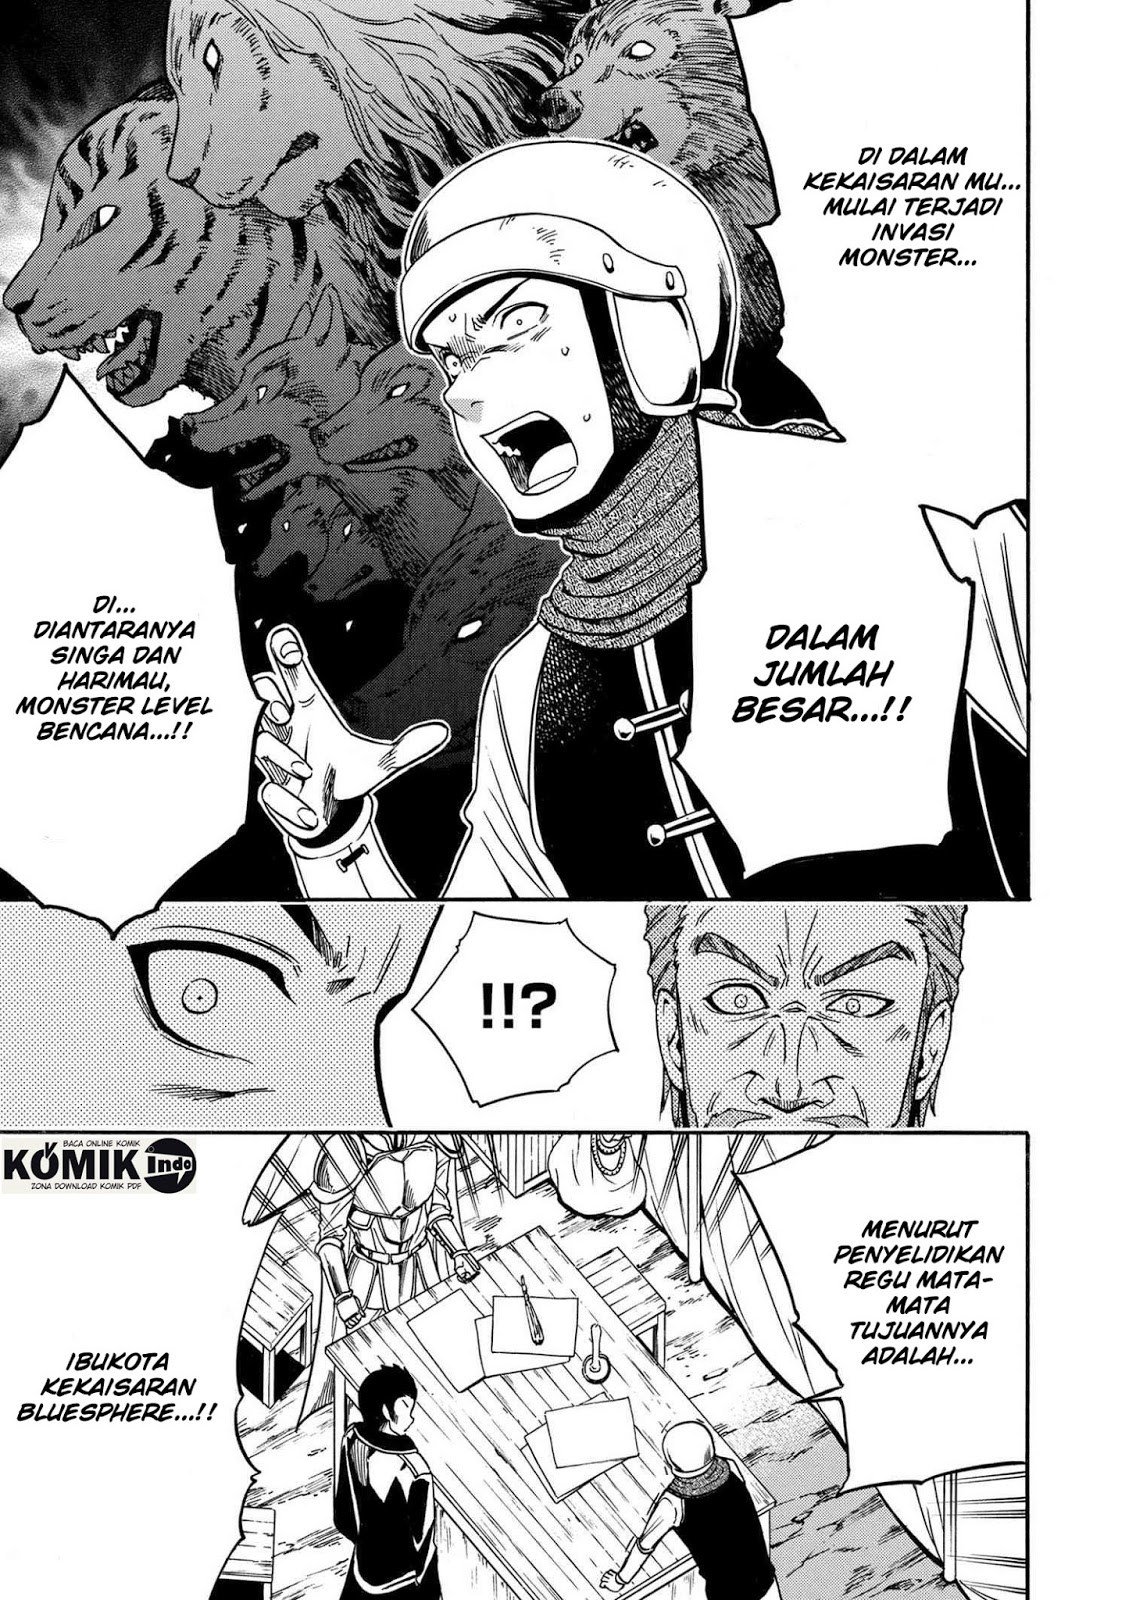 DI DALAM
KEKAISARAN MU...
MULAI TERJADI
INVASI
MONSTER...
DALAM
JUMLAH
BESAR...!!
DI...
DIANTARANYA
SINGA DAN
HARIMAU,
MONSTER LEVEL
BENCANA...!!
!!?
MENURUT
PENYELIDIKAN
REGU MATA-
MATA
TUJUANNYA
ADALAH...
IBUKOTA
KEKAISARAN
BLUESPHERE...!!
BACA ONLINE KOMIK
KOMIK Indo
ZONA DOWNLOAD KOMIK PDF